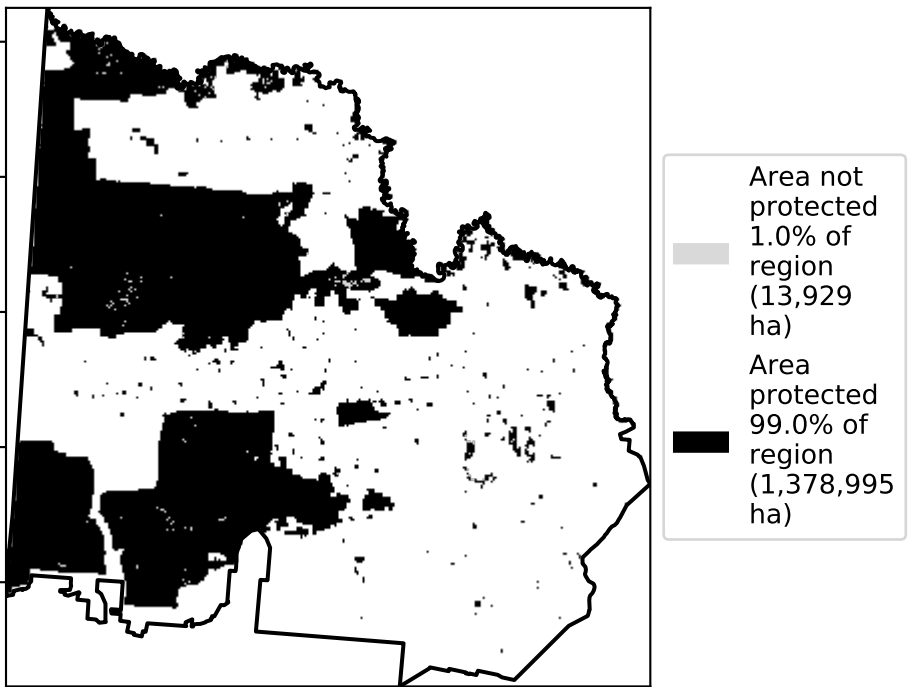 Area not
protected
1.0% of
region
(13,929
ha)
Area
protected
99.0% of
region
(1,378,995
ha)